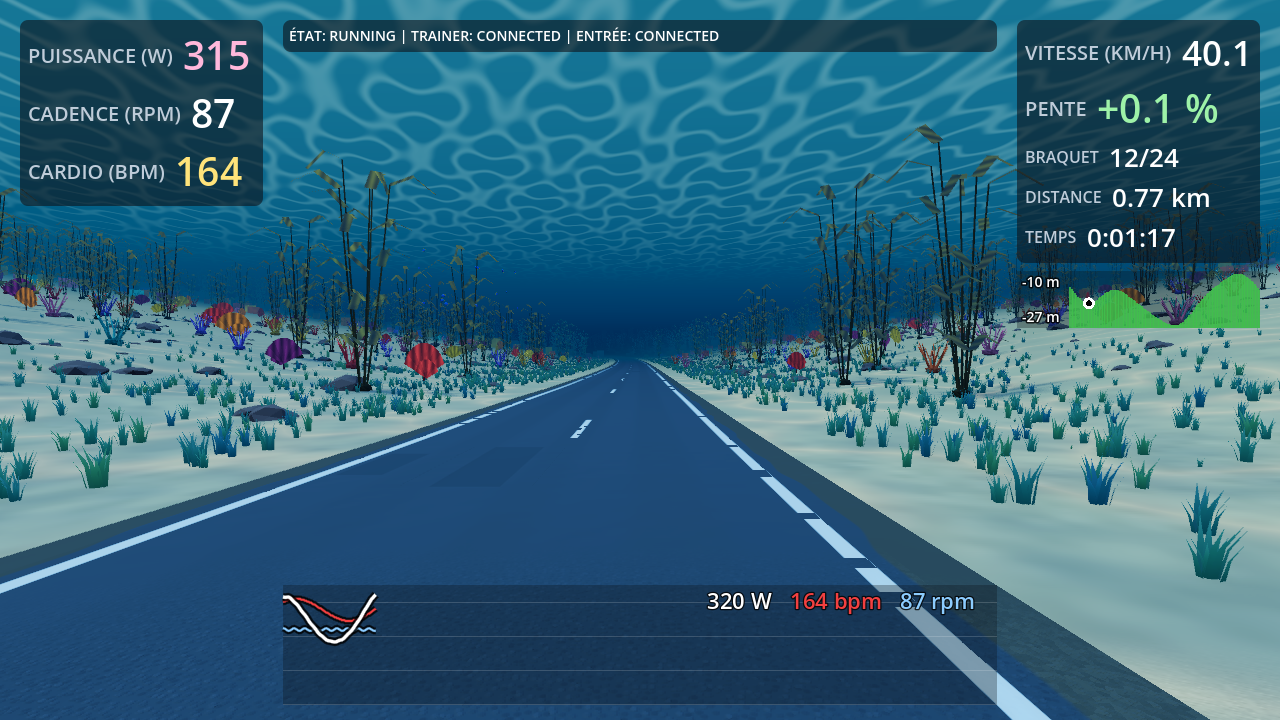 PUISSANCE (W) 315
CADENCE (RPM) 87
CARDIO (BPM) 164
ÉTAT: RUNNING | TRAINER: CONNECTED | ENTRÉE: CONNECTED
VITESSE (KM/H) 40.1
PENTE +0.1 %
BRAQUET 12/24
DISTANCE 0.77 km
TEMPS 0:01:17
-10 m
-27 m
320 W 164 bpm 87 rpm